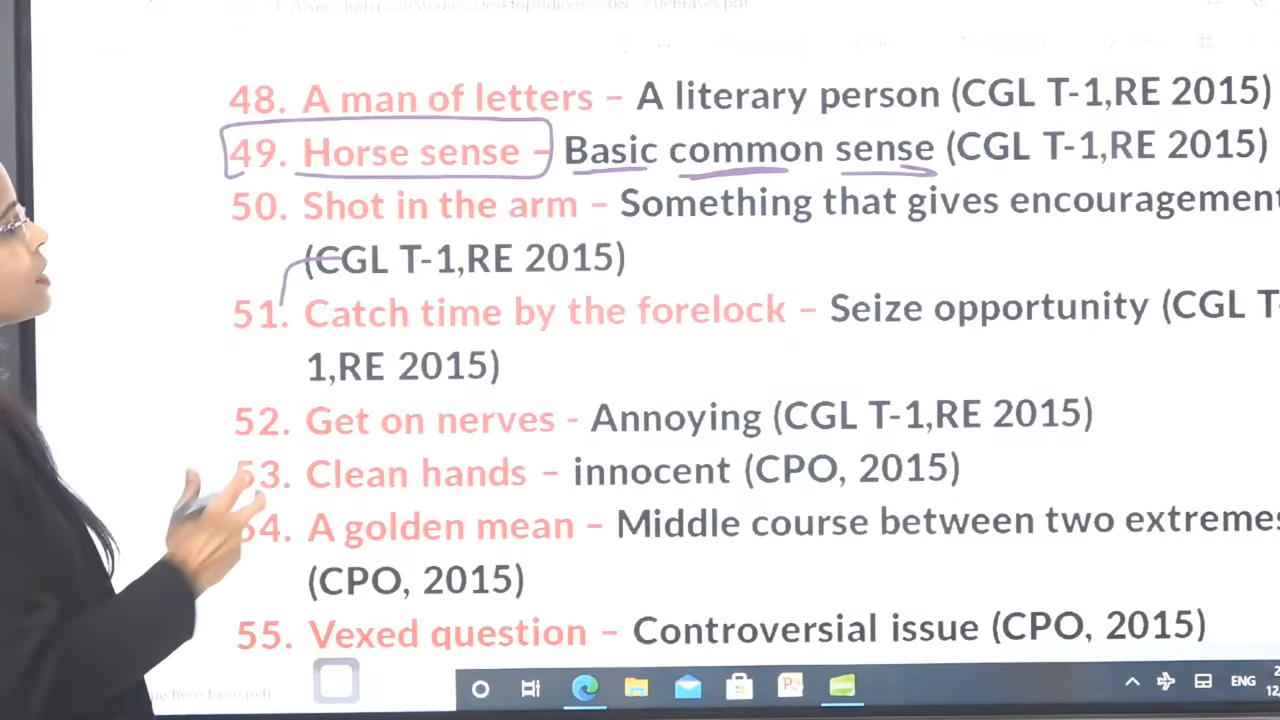 48. A man of letters – A literary person (CGL T-1,RE 2015)
49. Horse sense – Basic common sense (CGL T-1,RE 2015)
50. Shot in the arm – Something that gives encouragement
(CGL T-1,RE 2015)
51. Catch time by the forelock – Seize opportunity (CGL T-
1,RE 2015)
52. Get on nerves - Annoying (CGL T-1,RE 2015)
53. Clean hands – innocent (CPO, 2015)
54. A golden mean – Middle course between two extremes
(CPO, 2015)
55. Vexed question – Controversial issue (CPO, 2015)
ENG